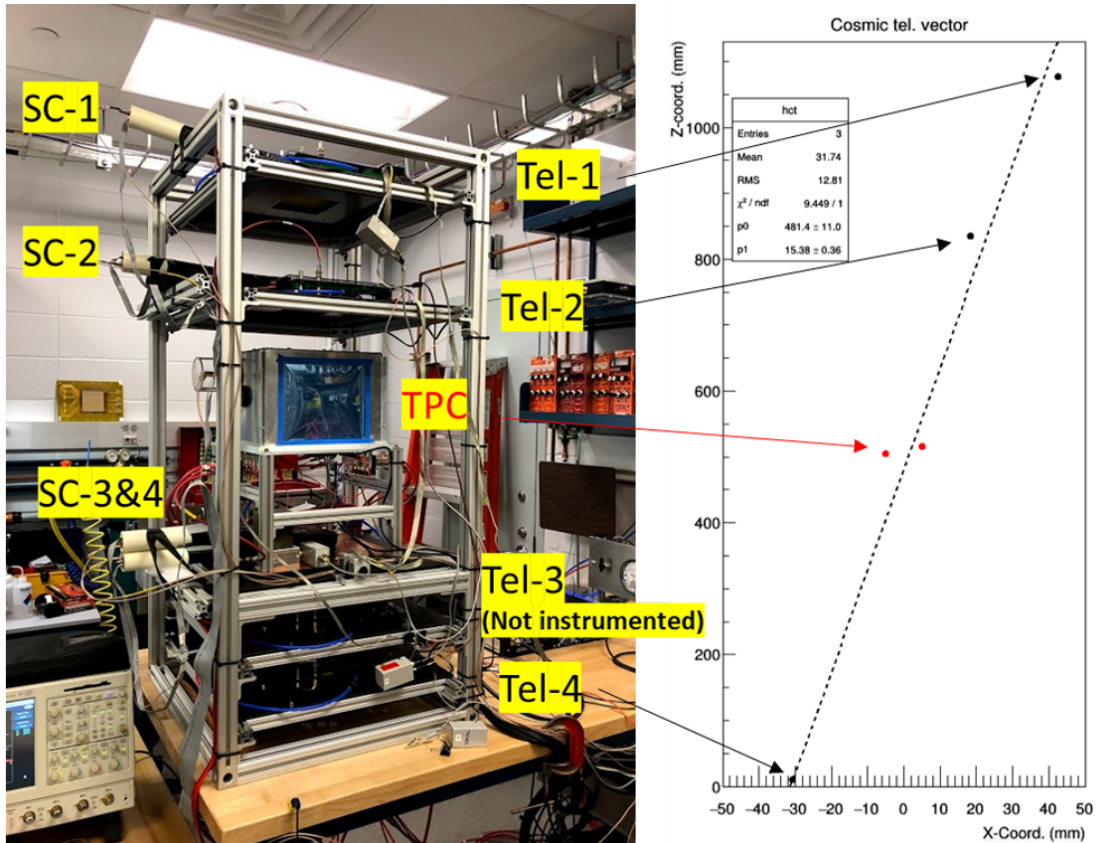 SC-1
SC-2
SC-3&4
Tel-1
Tel-2
TPC
Tel-3
(Not instrumented)
Tel-4
Cosmic tel. vector
Z-coord. (mm)
hct
Entries 3
Mean 31.74
RMS 12.81
χ² / ndf 9.449 / 1
p0 481.4 ± 11.0
p1 15.38 ± 0.36
1000
800
600
400
200
0
−50 −40 −30 −20 −10 0 10 20 30 40 50
X-Coord. (mm)